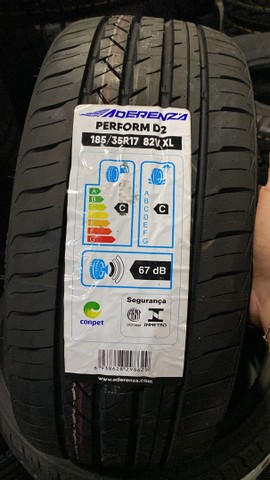 ADERENZA
PERFORM D2
185/35R17 82V XL
A
B
C
D
E
F
G
C
A
B
C
D
E
F
G
C
67 dB
conpet
Segurança
INMETRO
www.aderenza.com